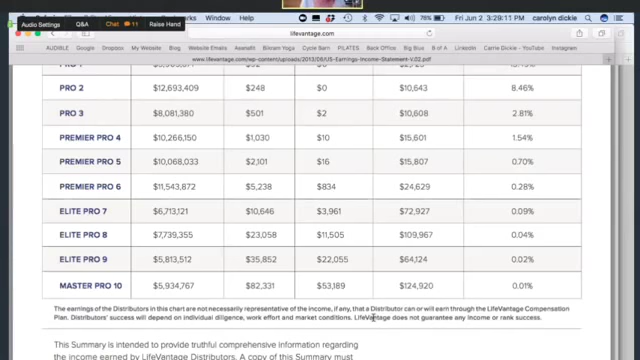 Audio Settings Q&A Chat 11 Raise Hand
78% Fri Jun 2 3:29:11 PM carolyn dickie
lifevantage.com
AUDIBLE Google Dropbox My Website Blog Website Emails Asanafit Bikram Yoga Cycle Barn PILATES Back Office Big Blue B of A Carrie Dickie YouTube Facebook Instagram
www.lifevantage.com/wp-content/uploads/2013/08/US-Earnings-Income-Statement-V.02.pdf
PRO 2 $12,693,409 $248 $0 $10,643 8.46%
PRO 3 $8,081,380 $501 $2 $10,608 2.81%
PREMIER PRO 4 $10,266,150 $1,030 $10 $15,601 1.54%
PREMIER PRO 5 $10,068,033 $2,101 $16 $15,807 0.70%
PREMIER PRO 6 $11,543,872 $5,238 $834 $24,629 0.28%
ELITE PRO 7 $6,713,121 $10,646 $3,961 $72,927 0.09%
ELITE PRO 8 $7,739,355 $23,058 $11,505 $109,967 0.04%
ELITE PRO 9 $5,813,512 $35,852 $22,055 $64,124 0.02%
MASTER PRO 10 $5,934,767 $82,331 $53,189 $124,920 0.01%
The earnings of the Distributors in this chart are not necessarily representative of the income, if any, that a Distributor can or will earn through the LifeVantage Compensation
Plan. Distributors' success will depend on individual diligence, work effort and market conditions. LifeVantage does not guarantee any income or rank success.
This Summary is intended to provide truthful comprehensive information regarding
the income earned by LifeVantage Distributors. A copy of this Summary must